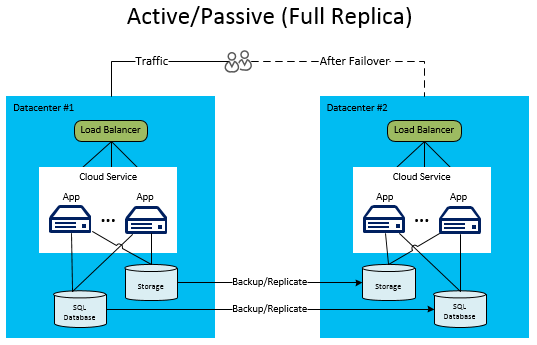 Active/Passive (Full Replica)
Traffic
After Failover
Datacenter #1
Datacenter #2
Load Balancer
Load Balancer
Cloud Service
Cloud Service
App
App
App
App
...
...
Storage
Backup/Replicate
Storage
SQL
Database
Backup/Replicate
SQL
Database